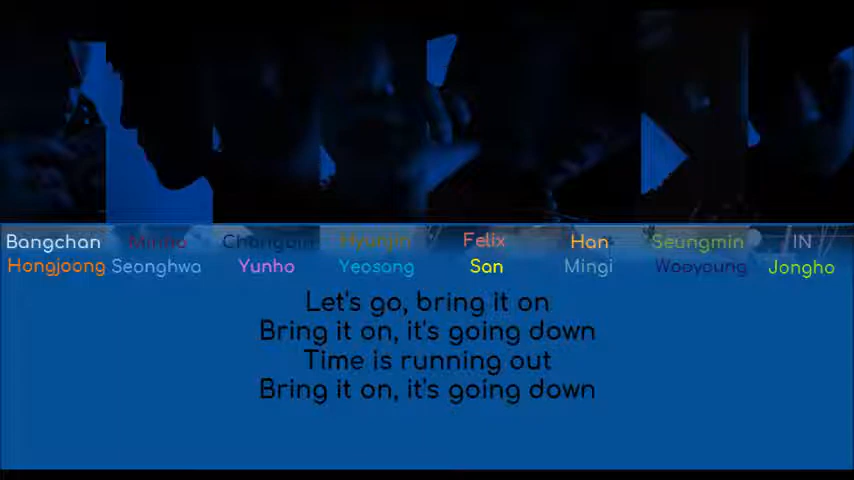 Bangchan Minho Changbin Hyunjin Felix Han Seungmin IN
Hongjoong Seonghwa Yunho Yeosang San Mingi Wooyoung Jongho
Let's go, bring it on
Bring it on, it's going down
Time is running out
Bring it on, it's going down